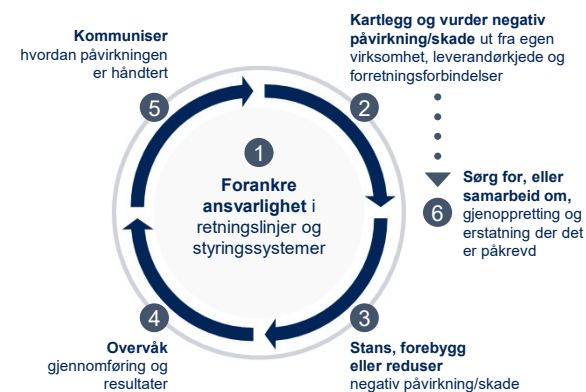 1
Forankre
ansvarlighet i
retningslinjer og
styringssystemer
2
Kartlegg og vurder negativ
påvirkning/skade ut fra egen
virksomhet, leverandørkjede og
forretningsforbindelser
3
Stans, forebygg
eller reduser
negativ påvirkning/skade
4
Overvåk
gjennomføring og
resultater
5
Kommuniser
hvordan påvirkningen
er håndtert
6
Sørg for, eller
samarbeid om,
gjenoppretting og
erstatning der det
er påkrevd